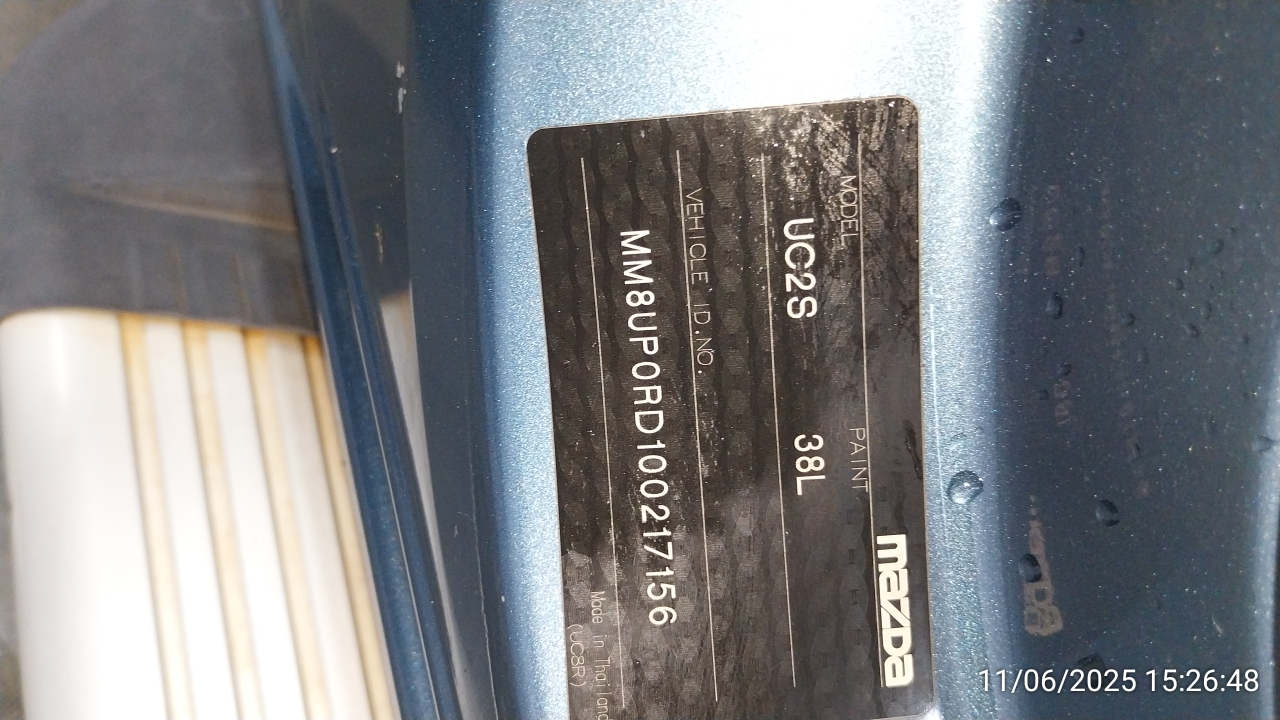 mazda
MODEL PAINT
UC2S 38L
VEHICLE ID.NO.
MM8UP0RD100217156
Made in Thailand
(UC8R)
11/06/2025 15:26:48